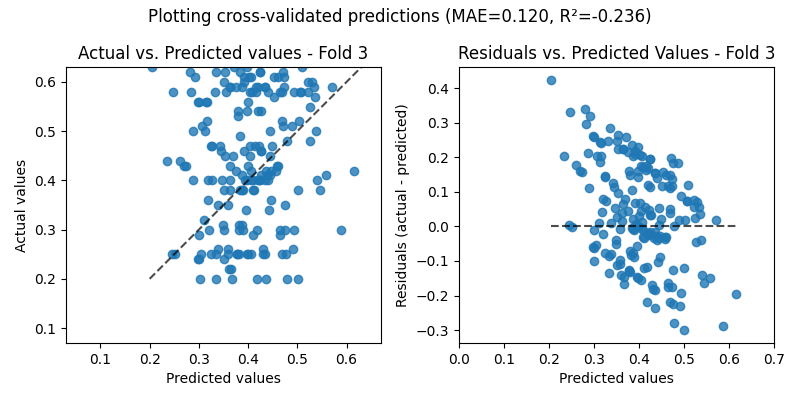 Plotting cross-validated predictions (MAE=0.120, R²=-0.236)
Actual vs. Predicted values - Fold 3
Actual values
0.6
0.5
0.4
0.3
0.2
0.1
0.1 0.2 0.3 0.4 0.5 0.6
Predicted values
Residuals vs. Predicted Values - Fold 3
Residuals (actual - predicted)
0.4
0.3
0.2
0.1
0.0
−0.1
−0.2
−0.3
0.0 0.1 0.2 0.3 0.4 0.5 0.6 0.7
Predicted values